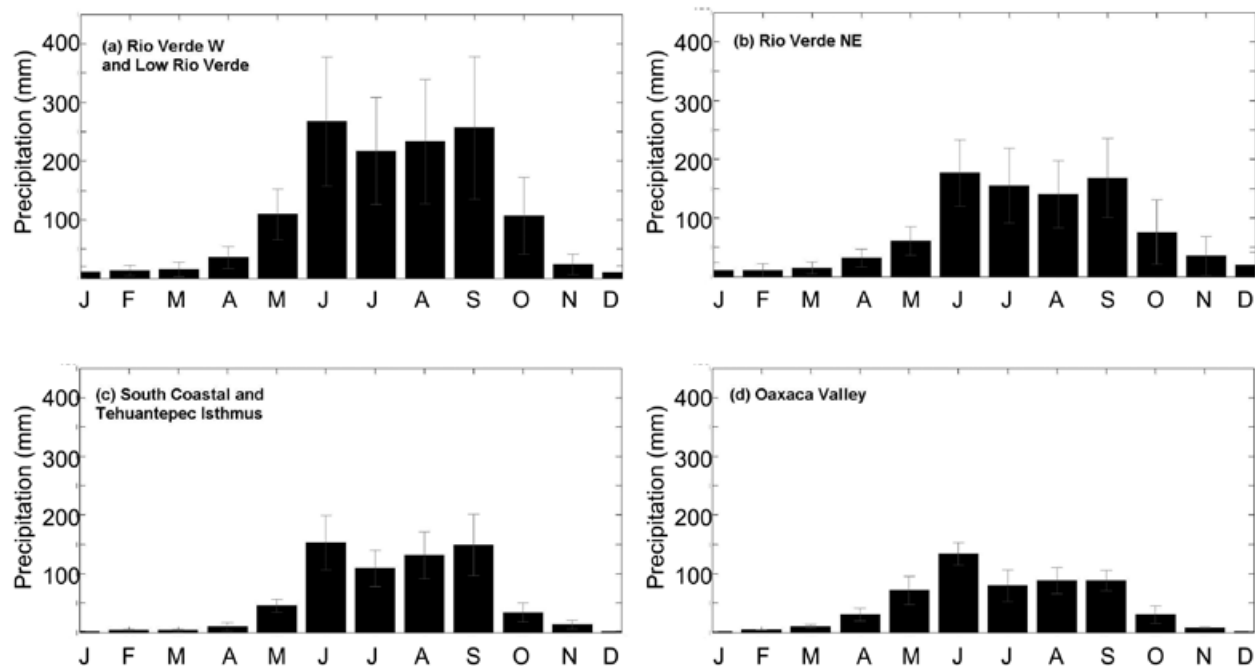 400
300
200
100
Precipitation (mm)
(a) Rio Verde W
and Low Rio Verde
J F M A M J J A S O N D
400
300
200
100
Precipitation (mm)
(b) Rio Verde NE
J F M A M J J A S O N D
400
300
200
100
Precipitation (mm)
(c) South Coastal and
Tehuantepec Isthmus
J F M A M J J A S O N D
400
300
200
100
Precipitation (mm)
(d) Oaxaca Valley
J F M A M J J A S O N D